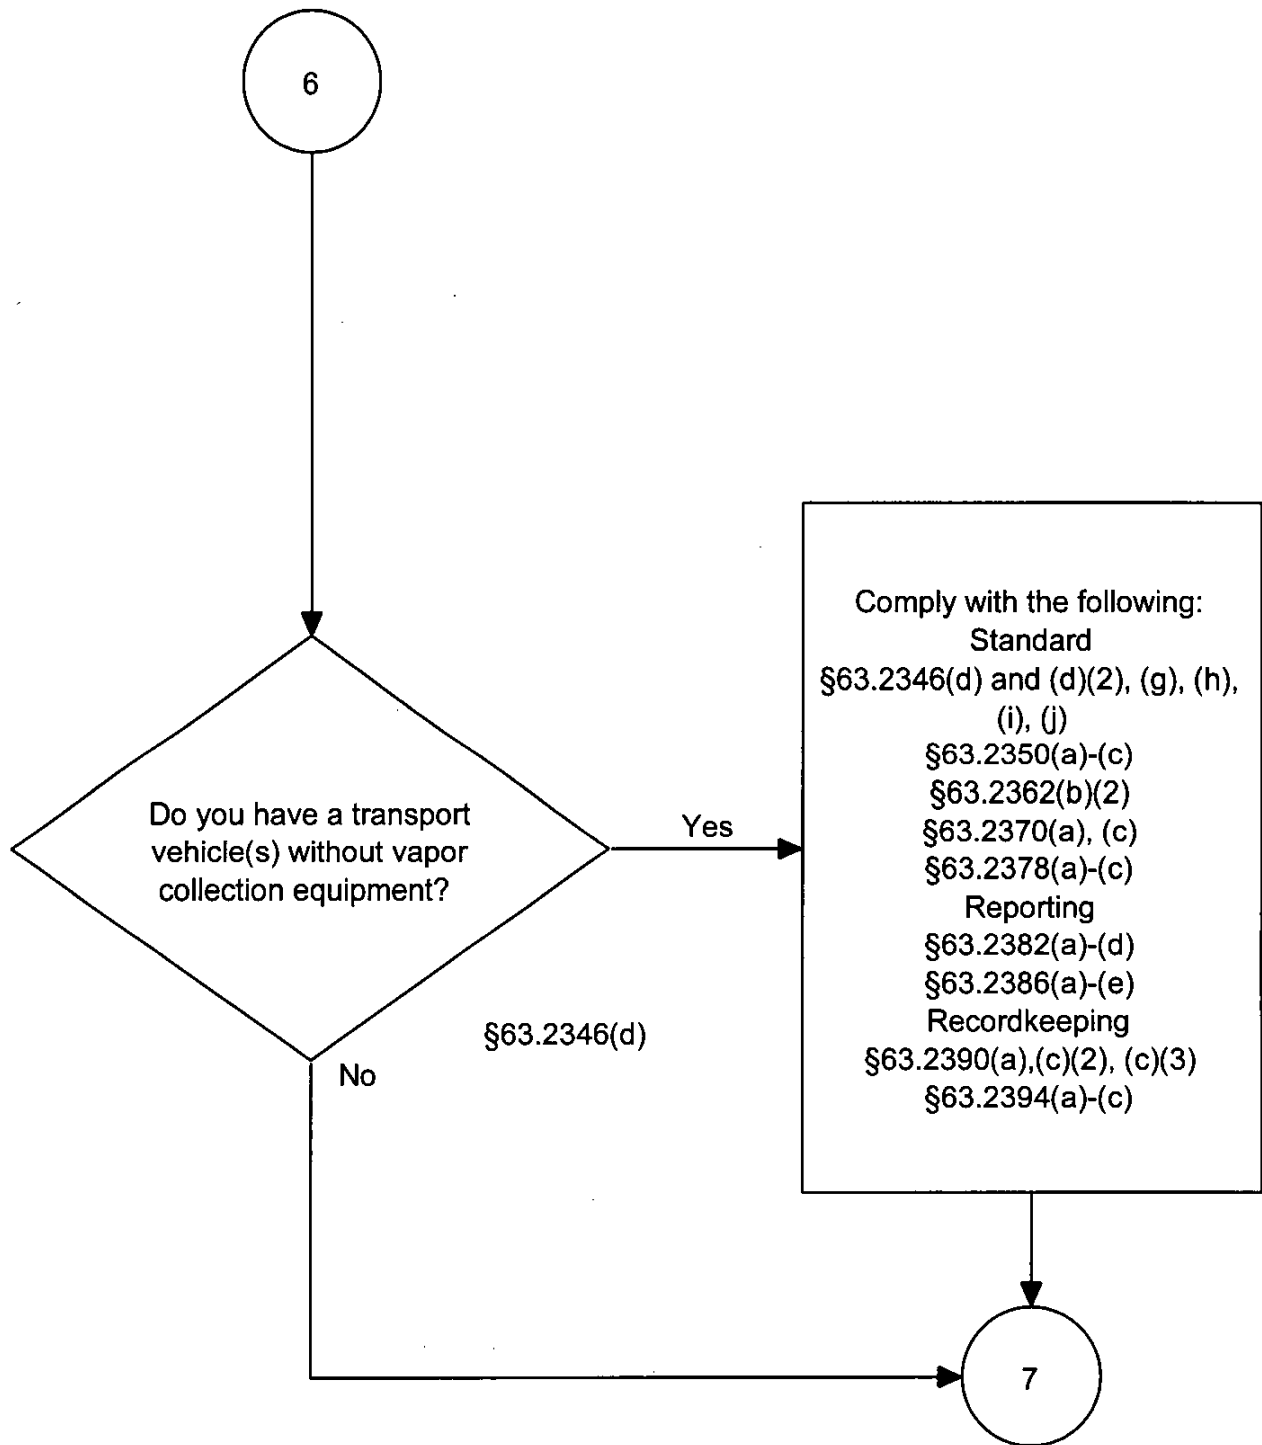 6
Do you have a transport
vehicle(s) without vapor
collection equipment?
Yes
§63.2346(d)
No
Comply with the following:
Standard
§63.2346(d) and (d)(2), (g), (h),
(i), (j)
§63.2350(a)-(c)
§63.2362(b)(2)
§63.2370(a), (c)
§63.2378(a)-(c)
Reporting
§63.2382(a)-(d)
§63.2386(a)-(e)
Recordkeeping
§63.2390(a),(c)(2), (c)(3)
§63.2394(a)-(c)
7